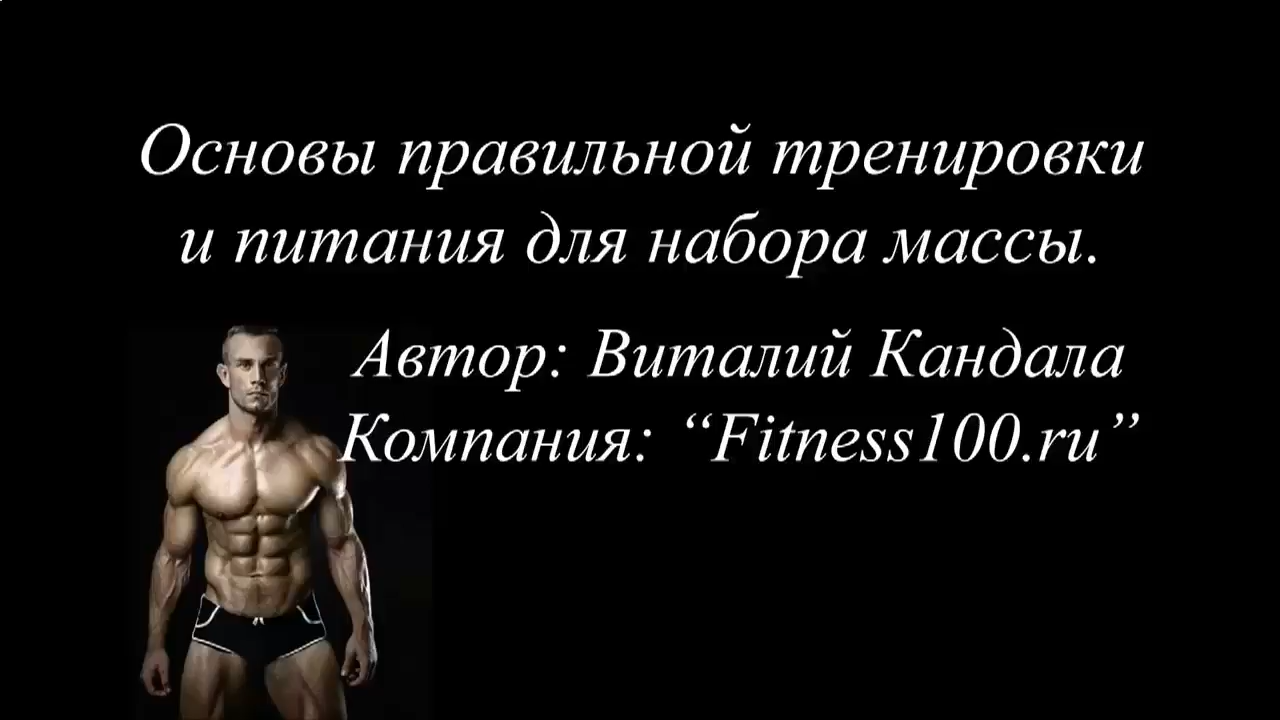 Основы правильной тренировки
и питания для набора массы.
Автор: Виталий Кандала
Компания: “Fitness100.ru”